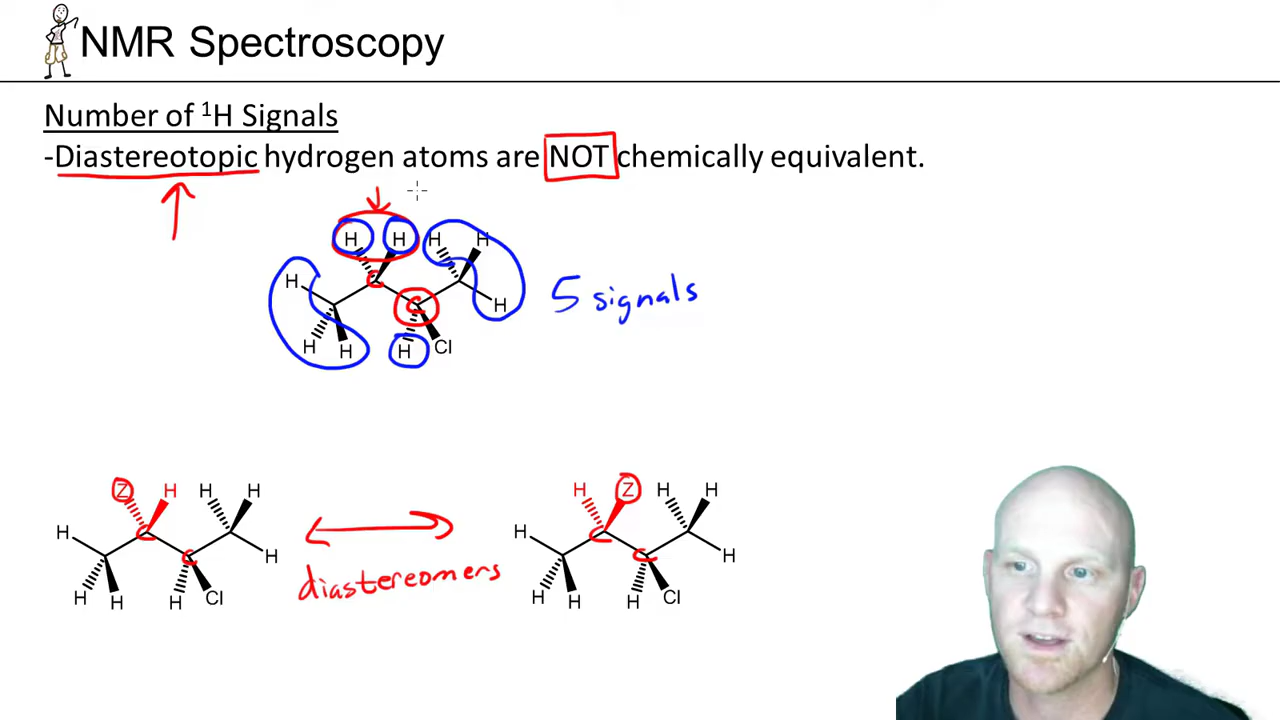 NMR Spectroscopy
Number of ¹H Signals
-Diastereotopic hydrogen atoms are NOT chemically equivalent.
H H H H
H H
H H H Cl
5 signals
Z H H H
H H
H H H Cl
diastereomers
H Z H H
H H
H H H Cl